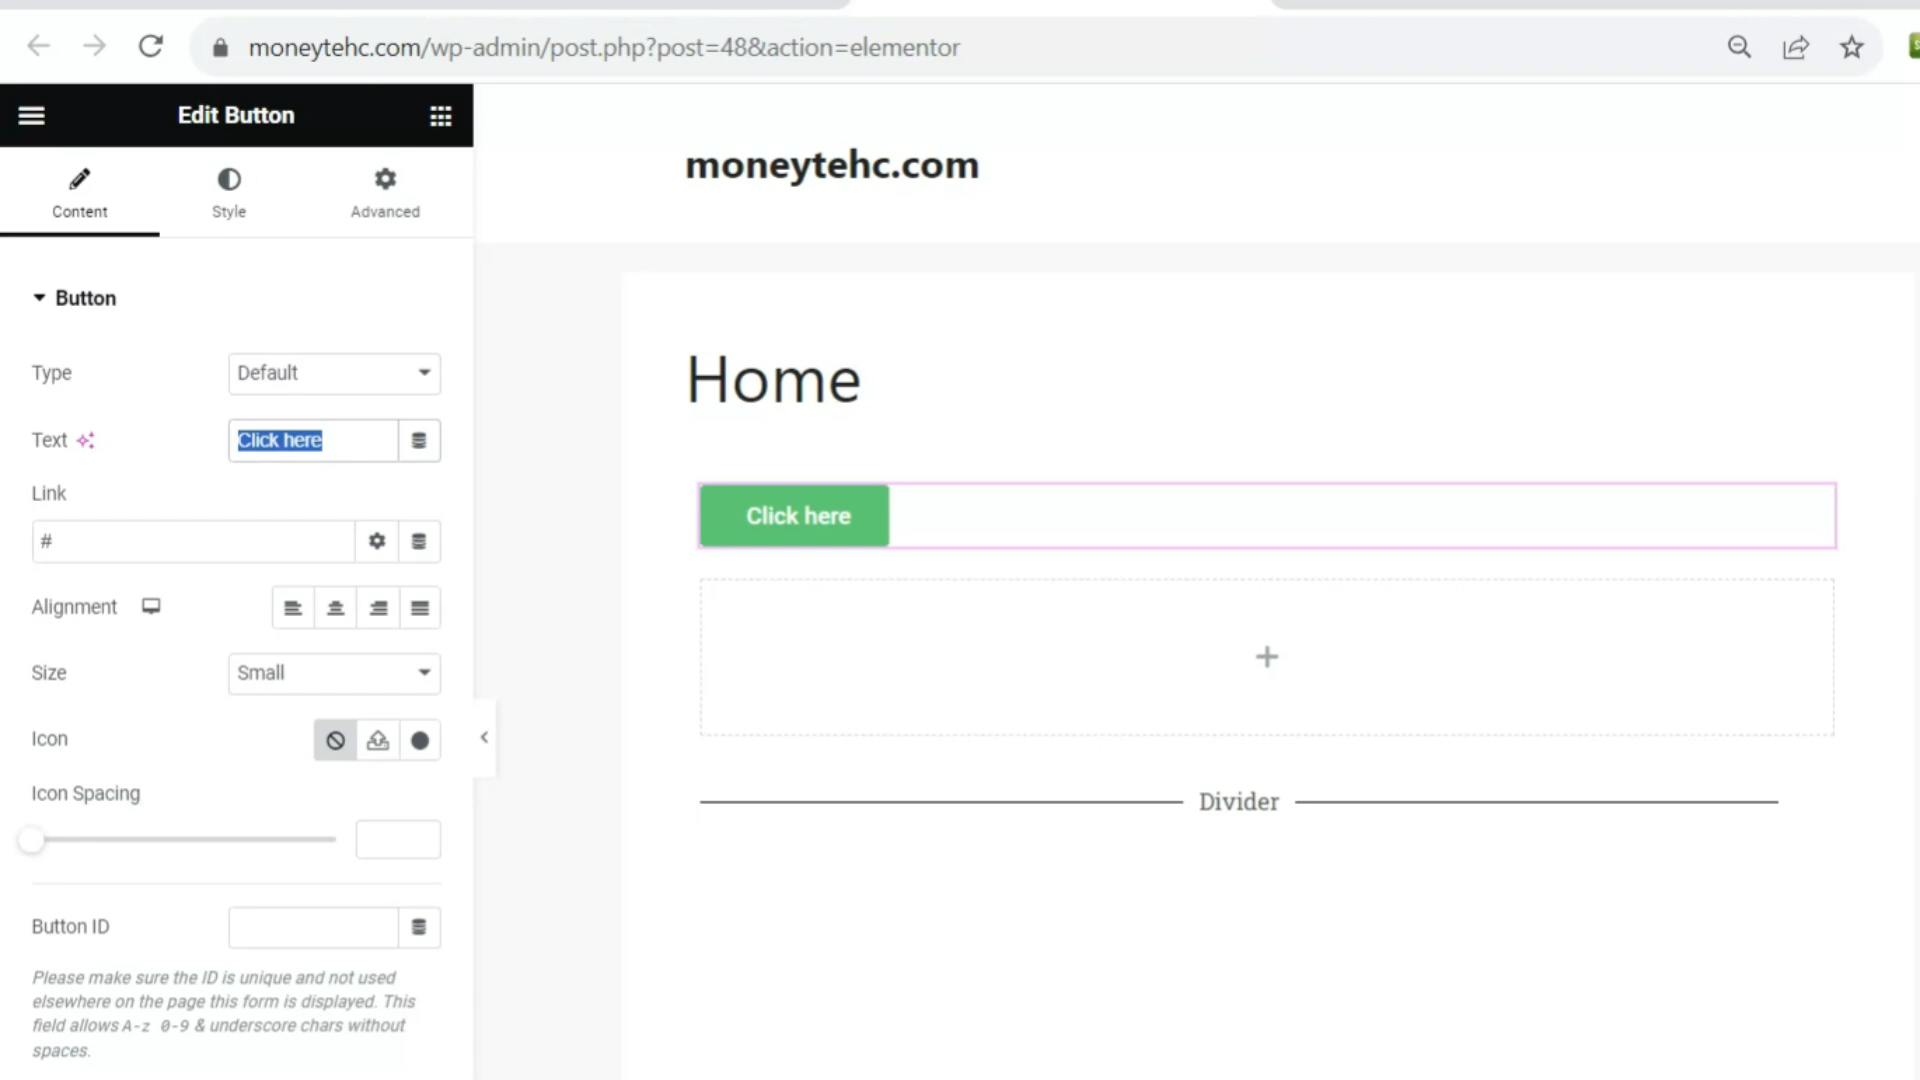 moneytehc.com/wp-admin/post.php?post=48&action=elementor
Edit Button
Content
Style
Advanced
Button
Type
Default
Text
Click here
Link
#
Alignment
Size
Small
Icon
Icon Spacing
Button ID
Please make sure the ID is unique and not used
elsewhere on the page this form is displayed. This
field allows A-z 0-9 & underscore chars without
spaces.
moneytehc.com
Home
Click here
+
Divider